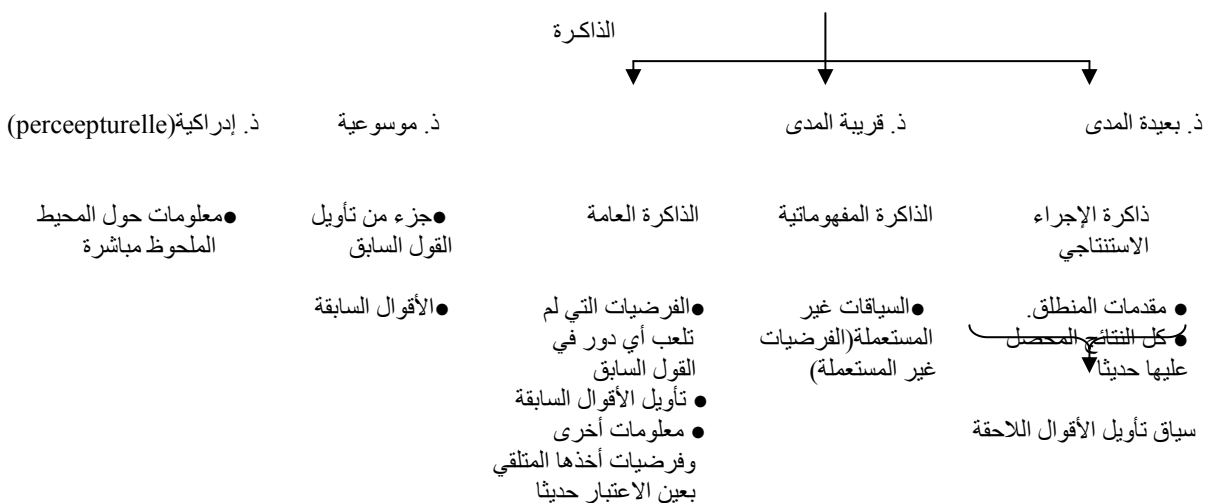 الذاكـرة
ذ. بعيدة المدى
ذ. قريبة المدى
ذ. موسوعية
ذ. إدراكية(perceepturelle)
ذاكرة الإجراء
الاستنتاجي
الذاكرة المفهوماتية
الذاكرة العامة
●جزء من تأويل
القول السابق
●معلومات حول المحيط
الملحوظ مباشرة
● مقدمات المنطلق.
● كل النتائج المحصل
عليها حديثا
●السياقات غير
المستعملة(الفرضيات
غير المستعملة)
●الفرضيات التي لم
تلعب أي دور في
القول السابق
● تأويل الأقوال السابقة
● معلومات أخرى
وفرضيات أخذها المتلقي
بعين الاعتبار حديثا
●الأقوال السابقة
سياق تأويل الأقوال اللاحقة